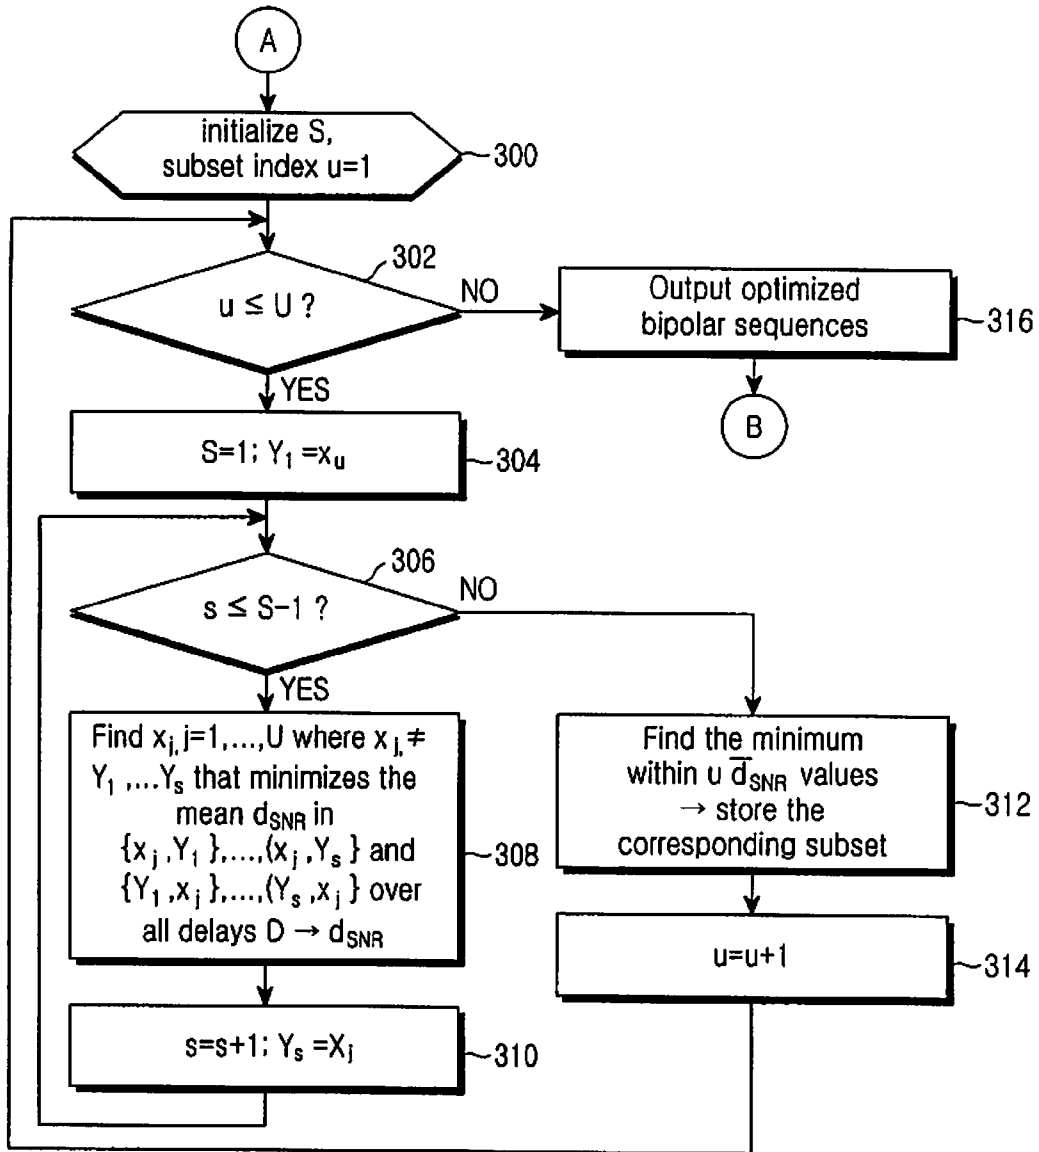 A
initialize S,
subset index u=1
300
302
u ≤ U ?
NO
Output optimized
bipolar sequences
316
YES
B
S=1; Y₁ =xᵤ
304
306
s ≤ S-1 ?
NO
YES
Find xⱼ, j=1,...,U where xⱼ, ≠
Y₁ ,...Yₛ that minimizes the
mean d_SNR in
{xⱼ ,Y₁ },...,(xⱼ ,Yₛ } and
{Y₁ ,xⱼ },...,(Yₛ ,xⱼ } over
all delays D → d_SNR
308
Find the minimum
within u d̅_SNR values
→ store the
corresponding subset
312
u=u+1
314
s=s+1; Yₛ =Xⱼ
310